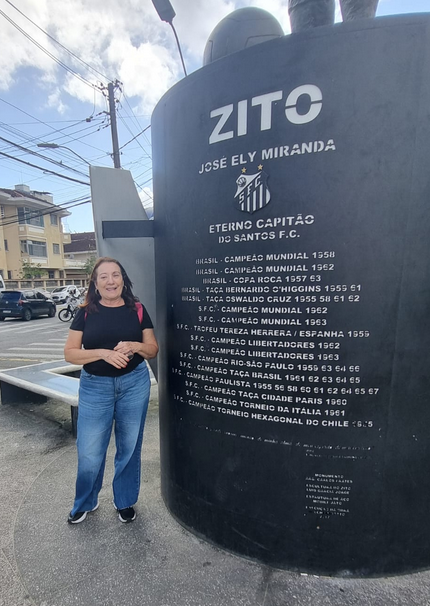 ZITO
JOSÉ ELY MIRANDA
S F C
ETERNO CAPITÃO
DO SANTOS F.C.
BRASIL - CAMPEÃO MUNDIAL 1958
BRASIL - CAMPEÃO MUNDIAL 1962
BRASIL - COPA ROCA 1957 63
BRASIL - TAÇA BERNARDO O'HIGGINS 1959 61
BRASIL - TAÇA OSWALDO CRUZ 1955 58 61 62
S.F.C. - CAMPEÃO MUNDIAL 1962
S.F.C. - CAMPEÃO MUNDIAL 1963
S.F.C. - TROFEU TEREZA HERRERA / ESPANHA 1959
S.F.C. - CAMPEÃO LIBERTADORES 1962
S.F.C. - CAMPEÃO LIBERTADORES 1963
S.F.C. - CAMPEÃO RIO-SÃO PAULO 1959 63 64 66
S.F.C. - CAMPEÃO TAÇA BRASIL 1961 62 63 64 65
S.F.C. - CAMPEÃO PAULISTA 1955 56 58 60 61 62 64 65 67
S.F.C. - CAMPEÃO TAÇA CIDADE PARIS 1960
S.F.C. - CAMPEÃO TORNEIO DA ITÁLIA 1961
S.F.C. - CAMPEÃO TORNEIO HEXAGONAL DO CHILE
MONUMENTO